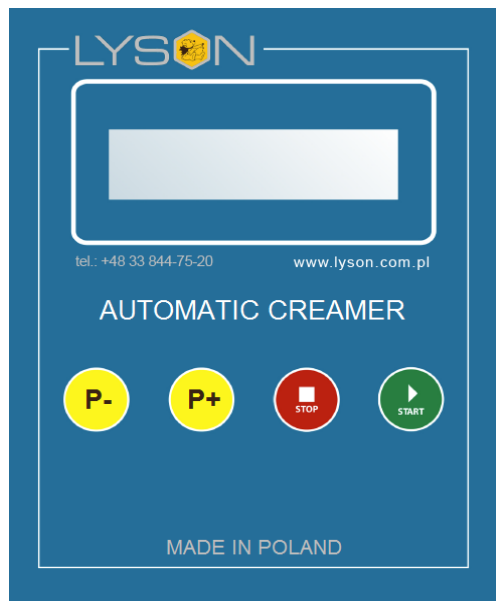 LYSON
tel.: +48 33 844-75-20 www.lyson.com.pl
AUTOMATIC CREAMER
P- P+ STOP START
MADE IN POLAND